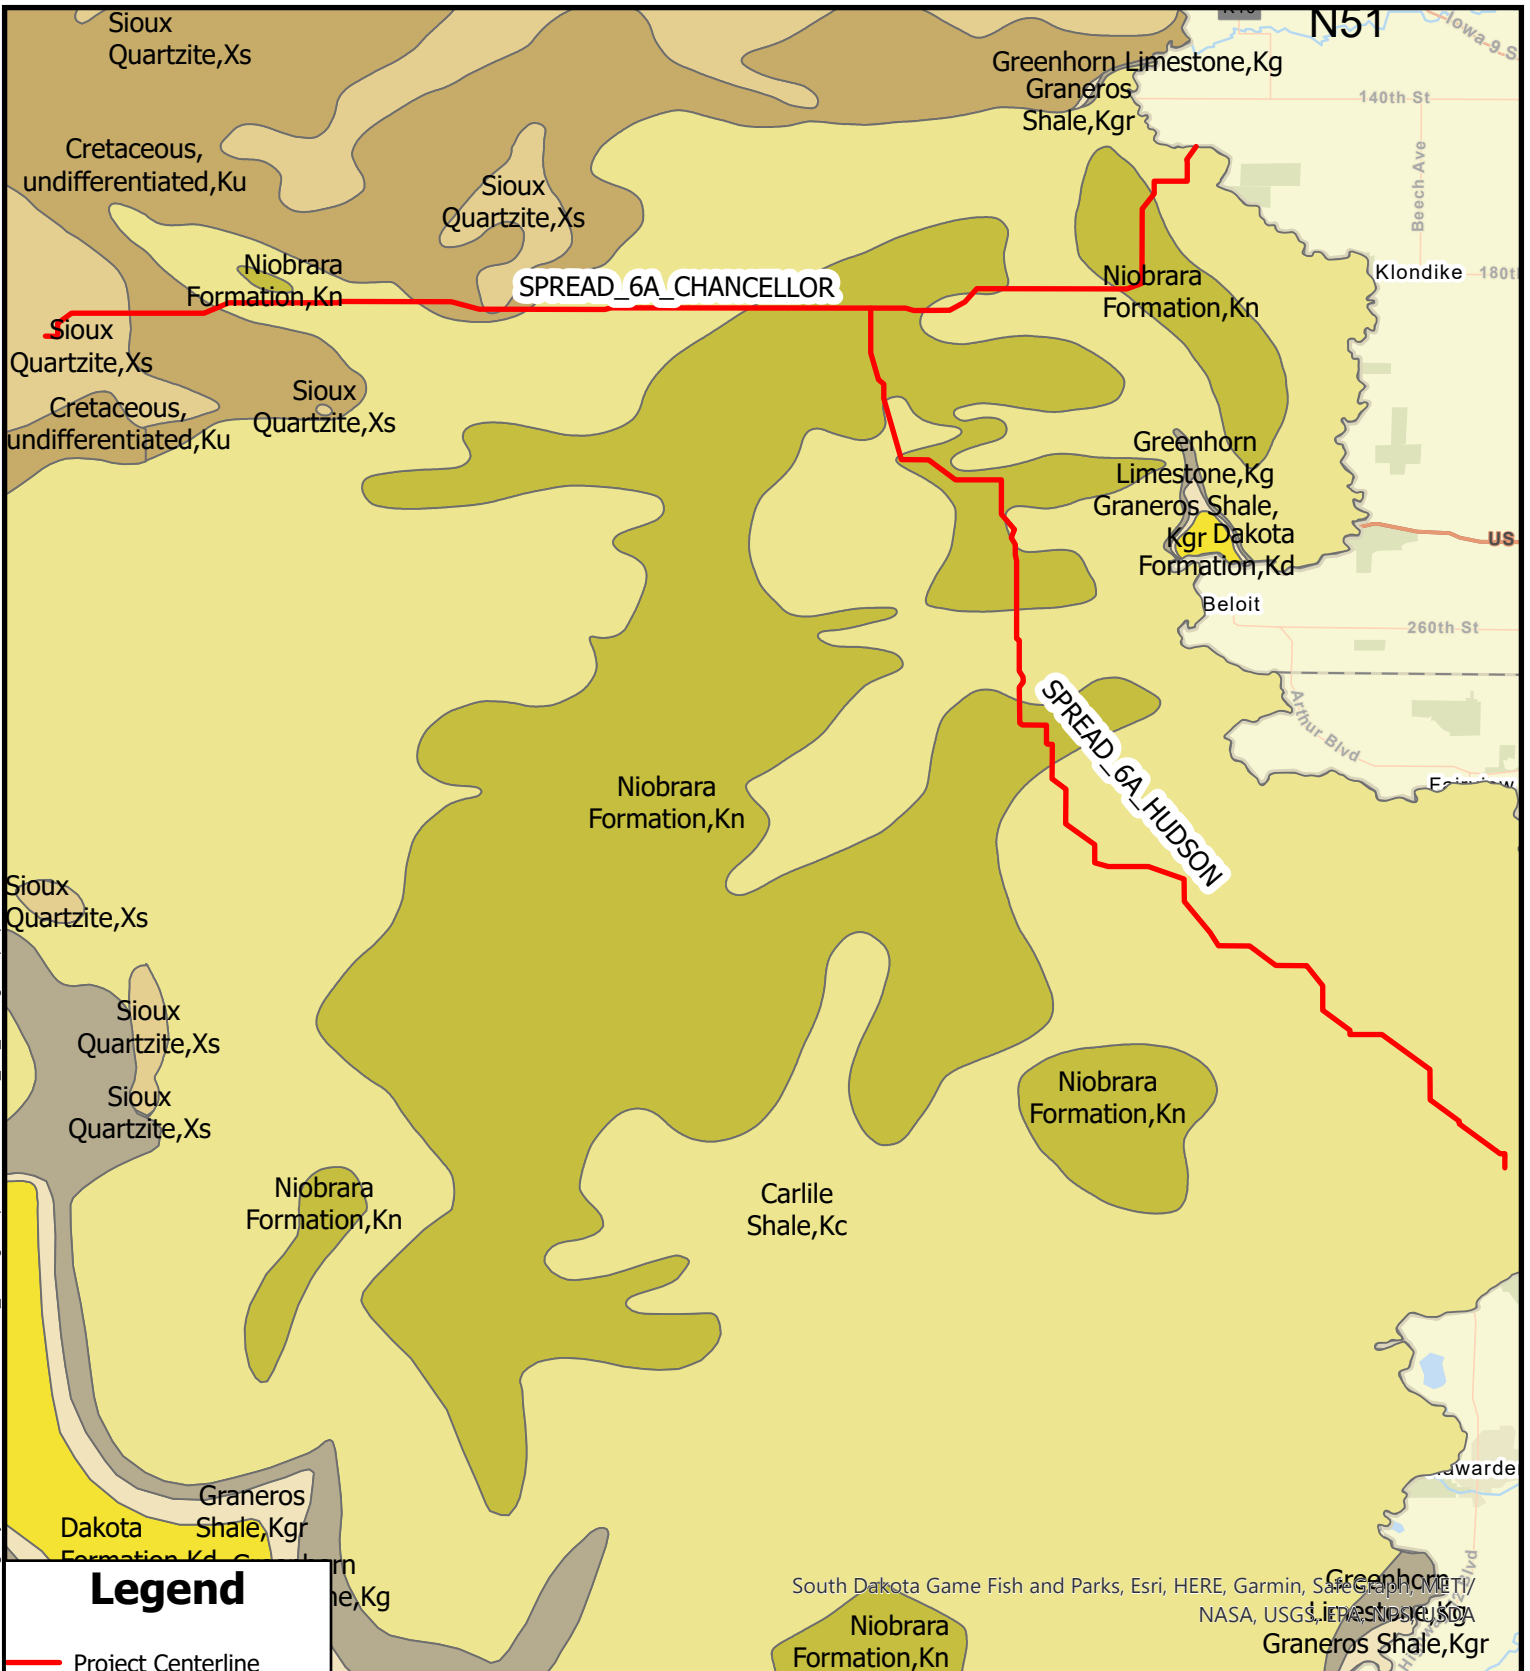 Sioux
Quartzite,Xs
N51
Iowa 9
Greenhorn Limestone,Kg
Graneros
Shale,Kgr
140th St
Cretaceous,
undifferentiated,Ku
Sioux
Quartzite,Xs
Beech Ave
Niobrara
Formation,Kn
SPREAD_6A_CHANCELLOR
Niobrara
Formation,Kn
Klondike
Sioux
Quartzite,Xs
Sioux
Quartzite,Xs
Cretaceous,
undifferentiated,Ku
Greenhorn
Limestone,Kg
Graneros Shale,
Kgr
Dakota
Formation,Kd
US
Beloit
260th St
SPREAD_6A_HUDSON
Arthur Blvd
Niobrara
Formation,Kn
Sioux
Quartzite,Xs
Sioux
Quartzite,Xs
Sioux
Quartzite,Xs
Niobrara
Formation,Kn
Niobrara
Formation,Kn
Carlile
Shale,Kc
Graneros
Shale,Kgr
Dakota
Legend
Project Centerline
South Dakota Game Fish and Parks, Esri, HERE, Garmin, SafeGraph, METI/
NASA, USGS, EPA, NPS, USDA
Greenhorn
Limestone,Kg
Graneros Shale,Kgr
Niobrara
Formation,Kn